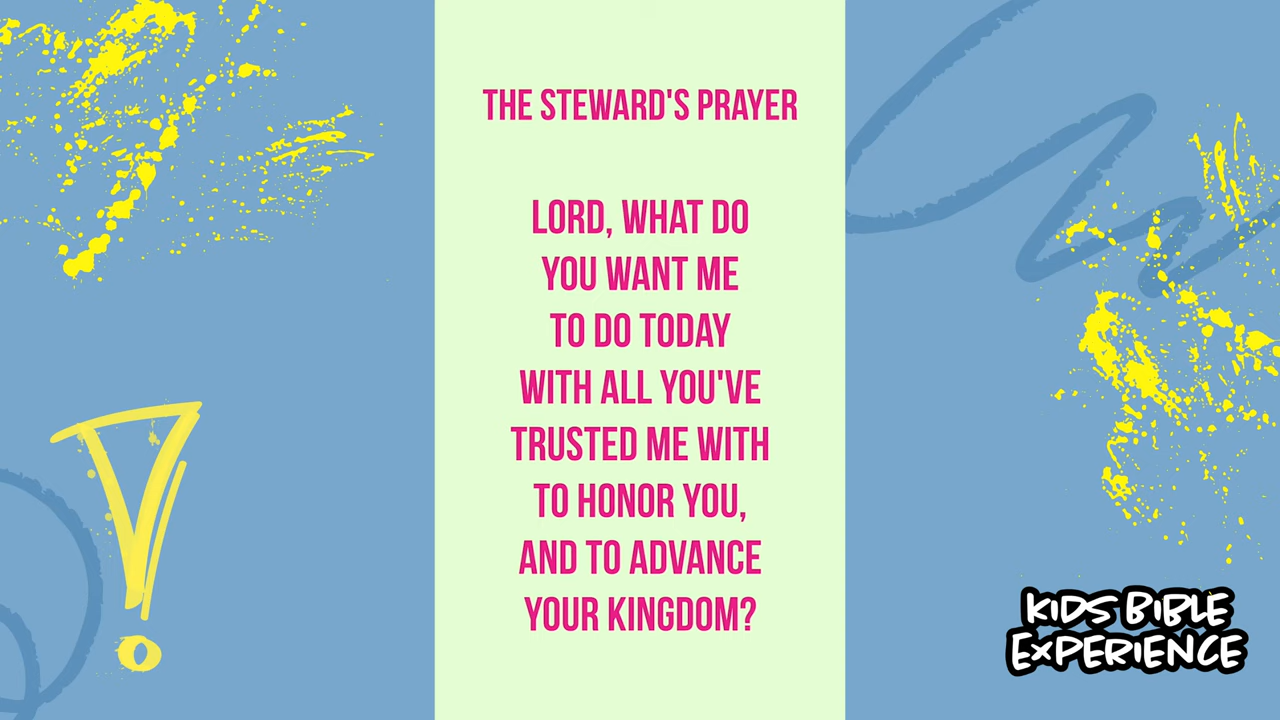 THE STEWARD'S PRAYER
LORD, WHAT DO
YOU WANT ME
TO DO TODAY
WITH ALL YOU'VE
TRUSTED ME WITH
TO HONOR YOU,
AND TO ADVANCE
YOUR KINGDOM?
KIDS BIBLE
EXPERIENCE